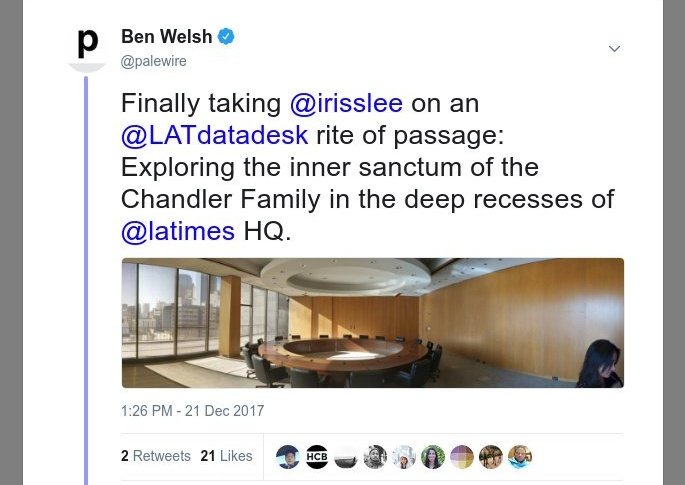 p
Ben Welsh
@palewire
Finally taking @irisslee on an
@LATdatadesk rite of passage:
Exploring the inner sanctum of the
Chandler Family in the deep recesses of
@latimes HQ.
1:26 PM - 21 Dec 2017
2 Retweets 21 Likes
HCB